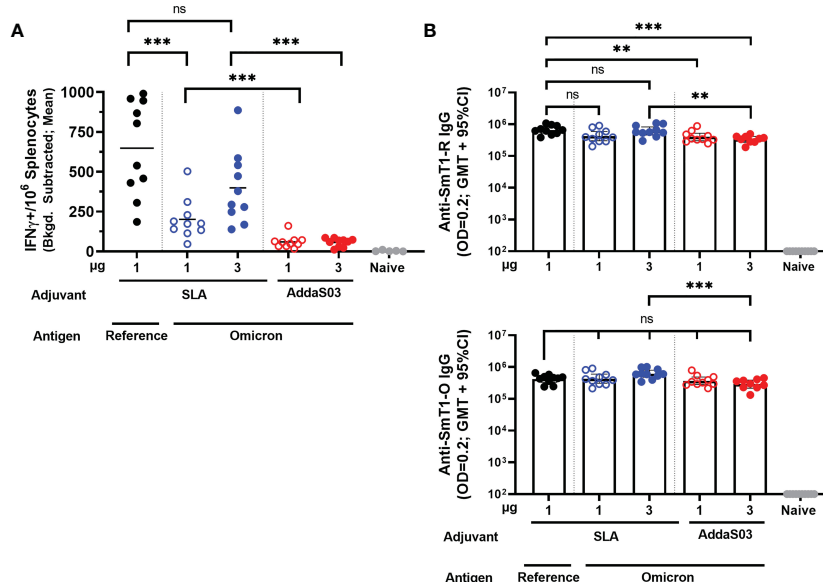 A
ns
***
***
***
IFNγ+/10⁶ Splenocytes
(Bkgd. Subtracted; Mean)
1000
750
500
250
0
µg
1
1
3
1
3
Naive
Adjuvant
SLA
AddaS03
Antigen
Reference
Omicron
B
***
**
ns
ns
**
Anti-SmT1-R IgG
(OD=0.2; GMT + 95%CI)
10⁷
10⁶
10⁵
10⁴
10³
10²
µg
1
1
3
1
3
Naive
***
ns
Anti-SmT1-O IgG
(OD=0.2; GMT + 95%CI)
10⁷
10⁶
10⁵
10⁴
10³
10²
µg
1
1
3
1
3
Naive
Adjuvant
SLA
AddaS03
Antigen
Reference
Omicron